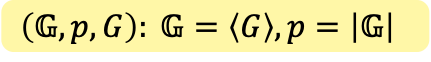 (𝔾, p, G): 𝔾 = ⟨G⟩, p = |𝔾|